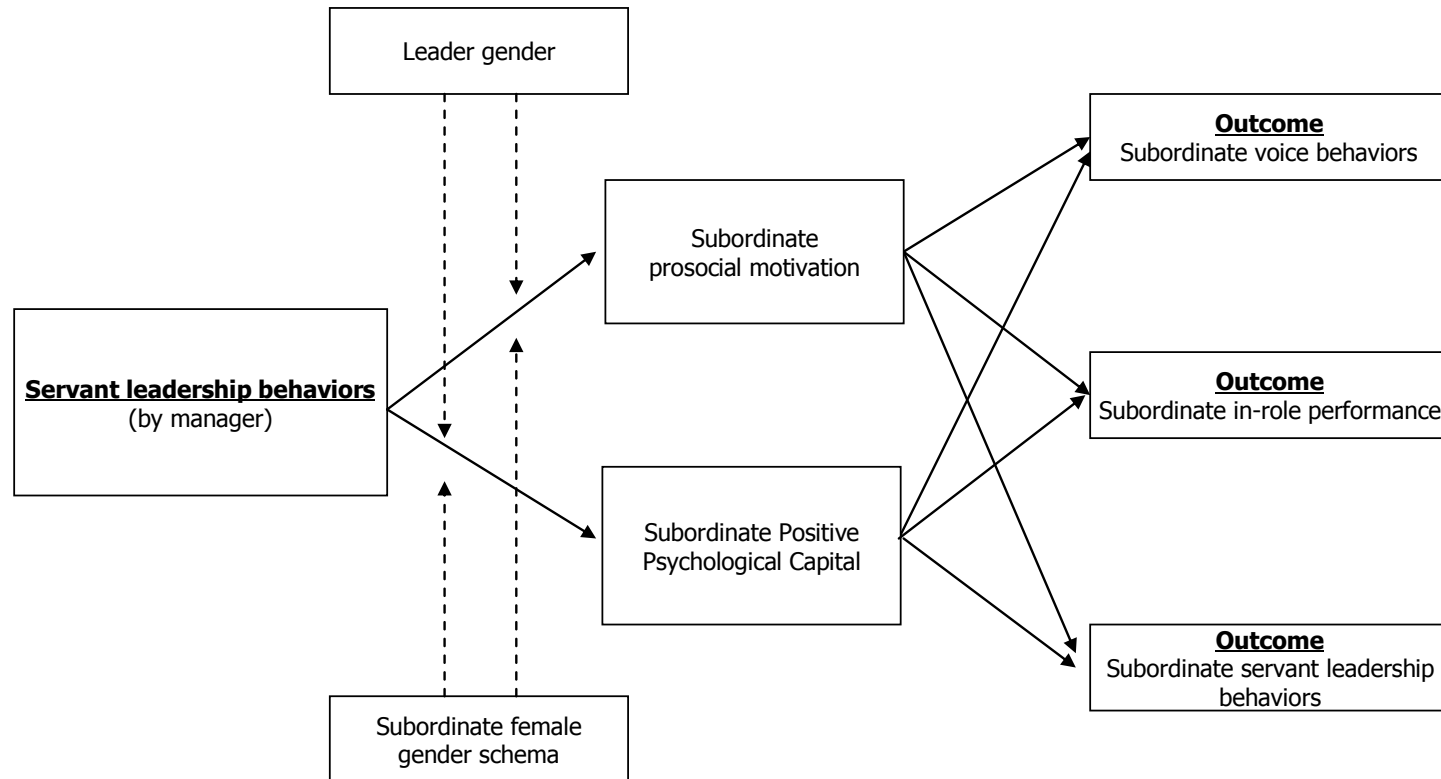 Leader gender
Outcome
Subordinate voice behaviors
Subordinate
prosocial motivation
Servant leadership behaviors
(by manager)
Outcome
Subordinate in-role performance
Subordinate Positive
Psychological Capital
Outcome
Subordinate servant leadership
behaviors
Subordinate female
gender schema